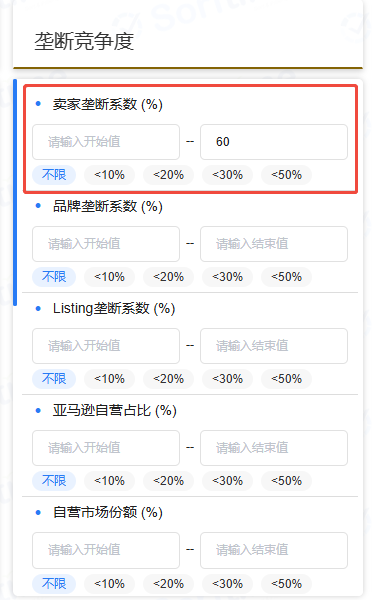 垄断竞争度
卖家垄断系数 (%)
请输入开始值 -- 60
不限 <10% <20% <30% <50%
品牌垄断系数 (%)
请输入开始值 -- 请输入结束值
不限 <10% <20% <30% <50%
Listing垄断系数 (%)
请输入开始值 -- 请输入结束值
不限 <10% <20% <30% <50%
亚马逊自营占比 (%)
请输入开始值 -- 请输入结束值
不限 <10% <20% <30% <50%
自营市场份额 (%)
请输入开始值 -- 请输入结束值
不限 <10% <20% <30% <50%